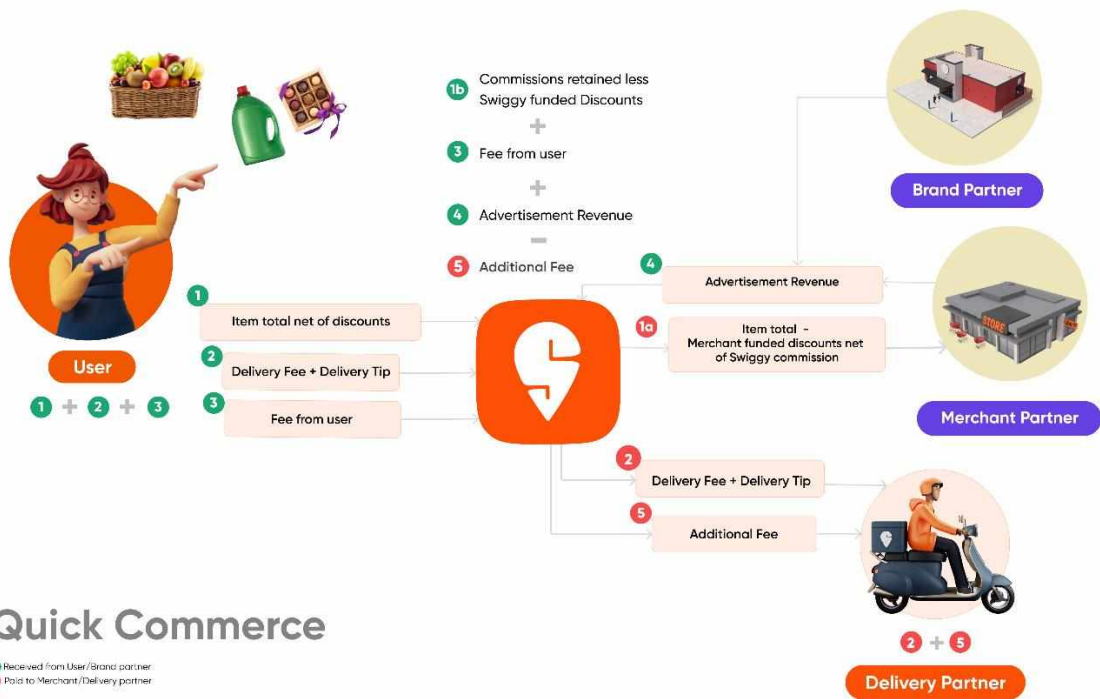 1b
Commissions retained less
Swiggy funded Discounts
+
3
Fee from user
+
4
Advertisement Revenue
-
5
Additional Fee
Brand Partner
4
Advertisement Revenue
1a
Item total -
Merchant funded discounts net
of Swiggy commission
STORE
Merchant Partner
1
Item total net of discounts
2
Delivery Fee + Delivery Tip
3
Fee from user
User
1 + 2 + 3
2
Delivery Fee + Delivery Tip
5
Additional Fee
2 + 5
Delivery Partner
Quick Commerce
Received from User/Brand partner
Paid to Merchant/Delivery partner